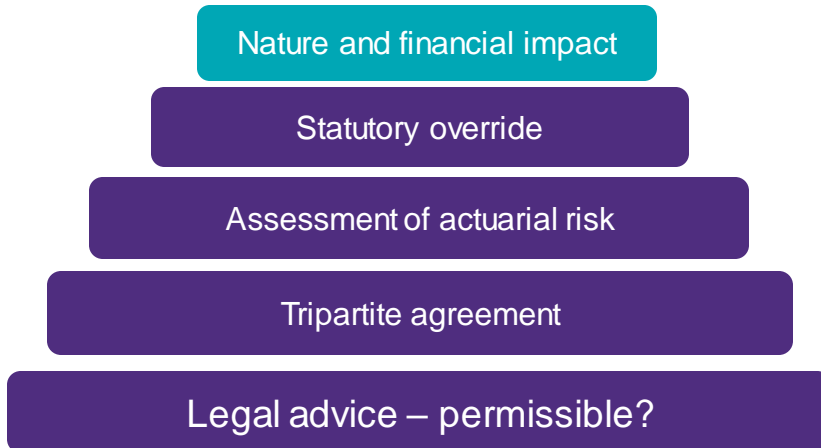 Nature and financial impact
Statutory override
Assessment of actuarial risk
Tripartite agreement
Legal advice – permissible?